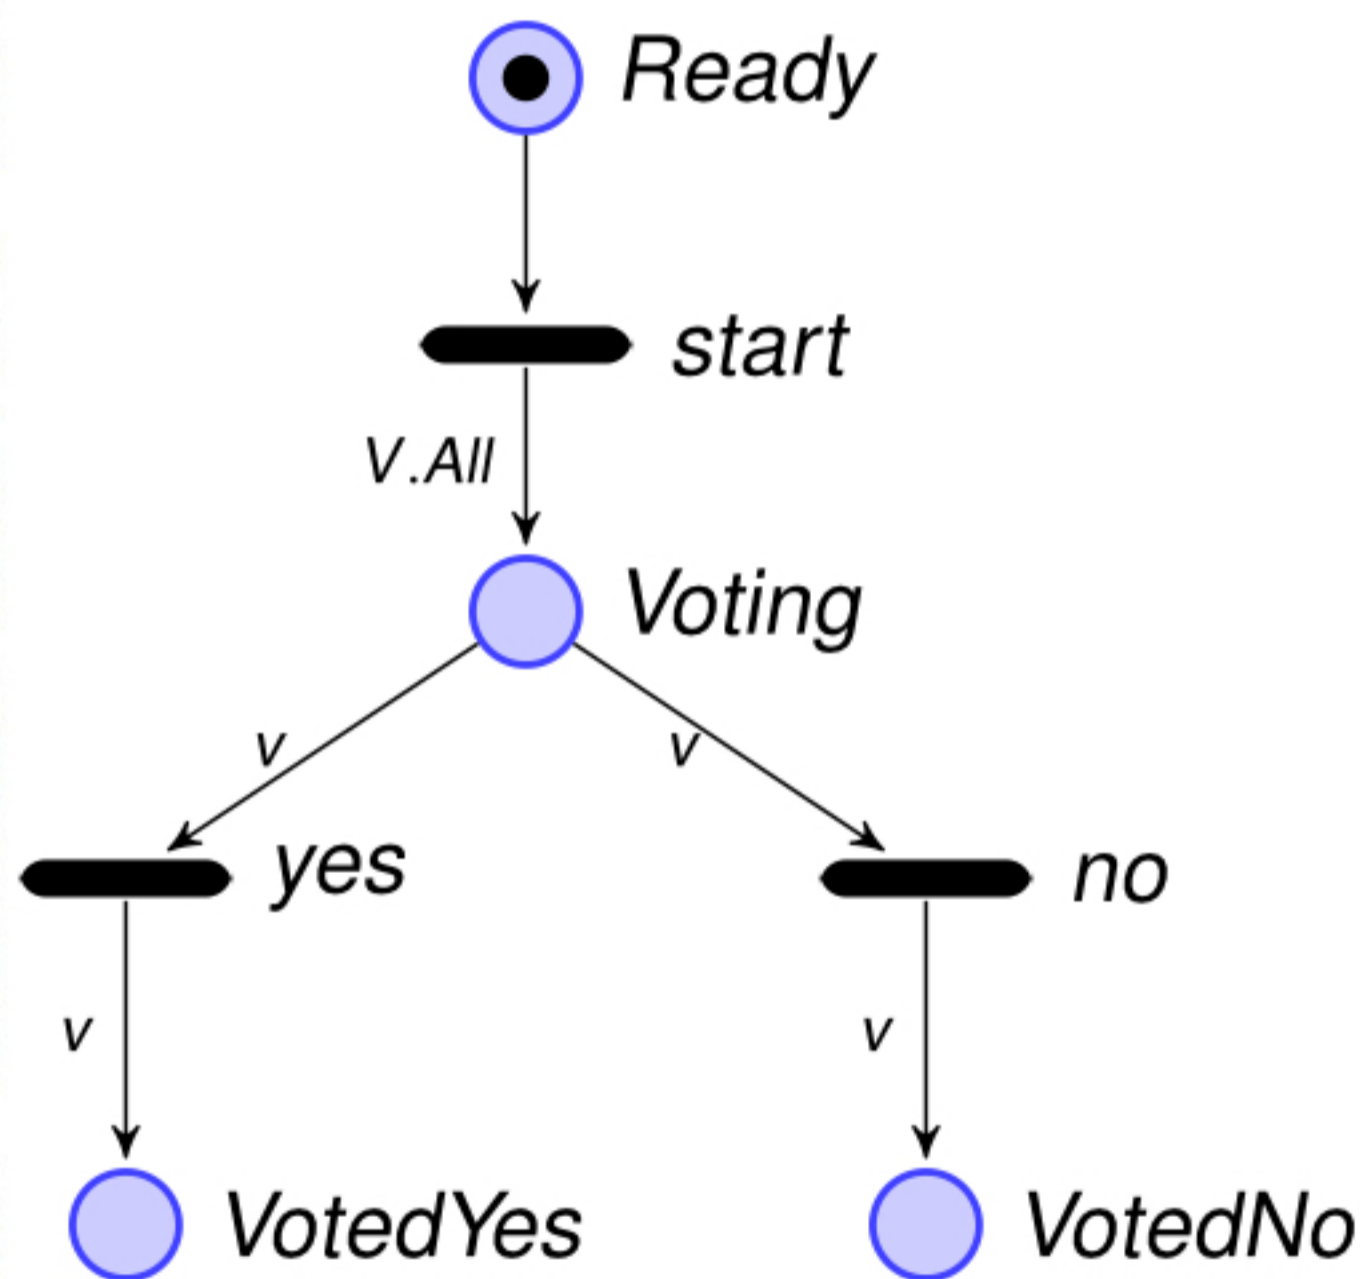 Ready
start
V.All
Voting
v
v
yes
no
v
v
VotedYes
VotedNo